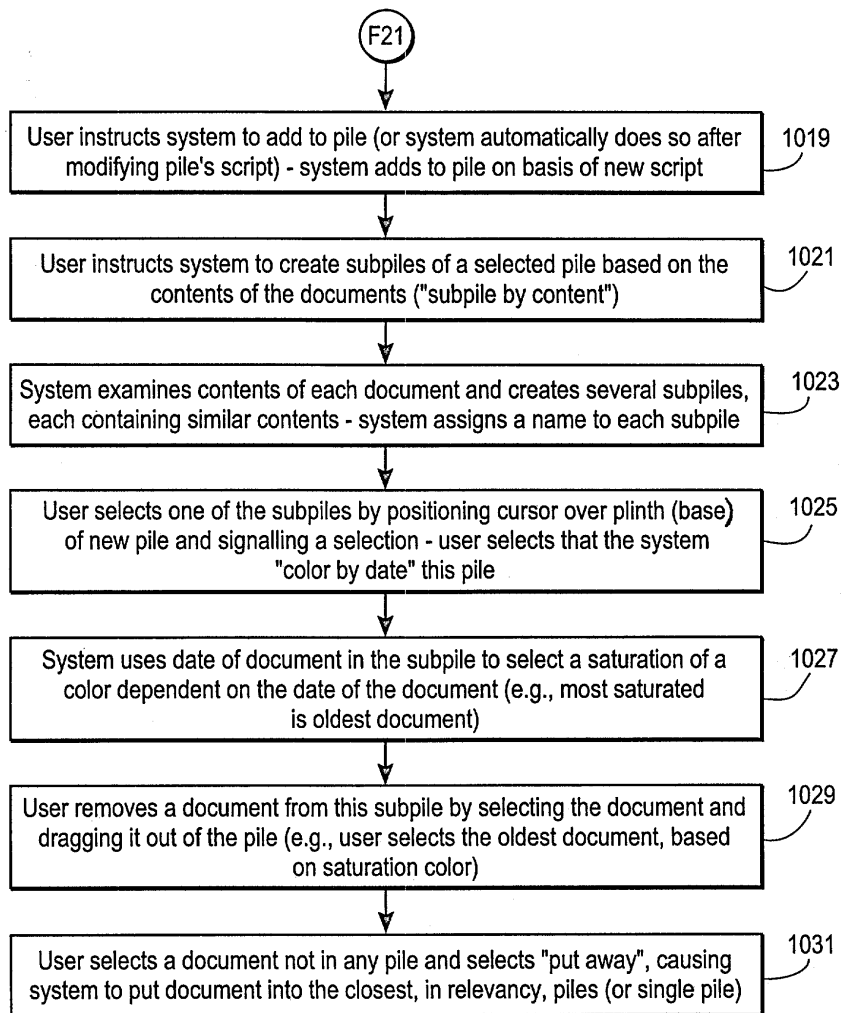 F21
User instructs system to add to pile (or system automatically does so after
modifying pile's script) - system adds to pile on basis of new script
1019
User instructs system to create subpiles of a selected pile based on the
contents of the documents ("subpile by content")
1021
System examines contents of each document and creates several subpiles,
each containing similar contents - system assigns a name to each subpile
1023
User selects one of the subpiles by positioning cursor over plinth (base)
of new pile and signalling a selection - user selects that the system
"color by date" this pile
1025
System uses date of document in the subpile to select a saturation of a
color dependent on the date of the document (e.g., most saturated
is oldest document)
1027
User removes a document from this subpile by selecting the document and
dragging it out of the pile (e.g., user selects the oldest document, based
on saturation color)
1029
User selects a document not in any pile and selects "put away", causing
system to put document into the closest, in relevancy, piles (or single pile)
1031